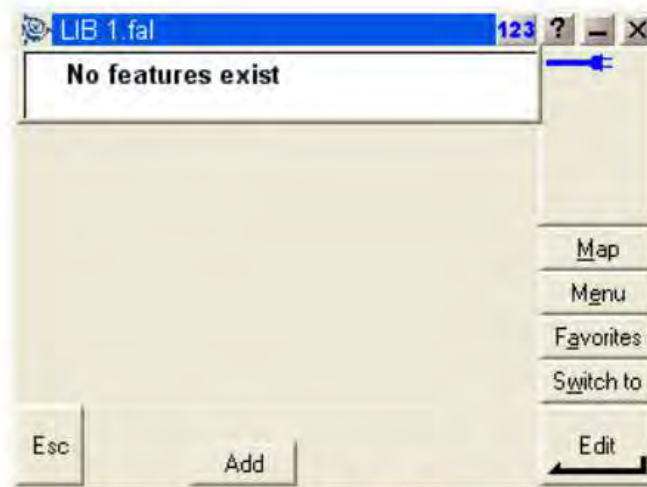 LIB 1.fal 123 ?
No features exist
Map
Menu
Favorites
Switch to
Esc Add Edit